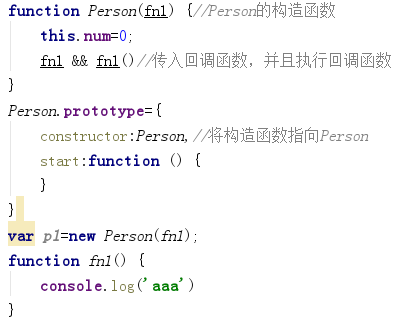 function Person(fn1) {//Person的构造函数
this.num=0;
fn1 && fn1()//传入回调函数，并且执行回调函数
}
Person.prototype={
constructor:Person,//将构造函数指向Person
start:function () {
}
}
var p1=new Person(fn1);
function fn1() {
console.log('aaa')
}